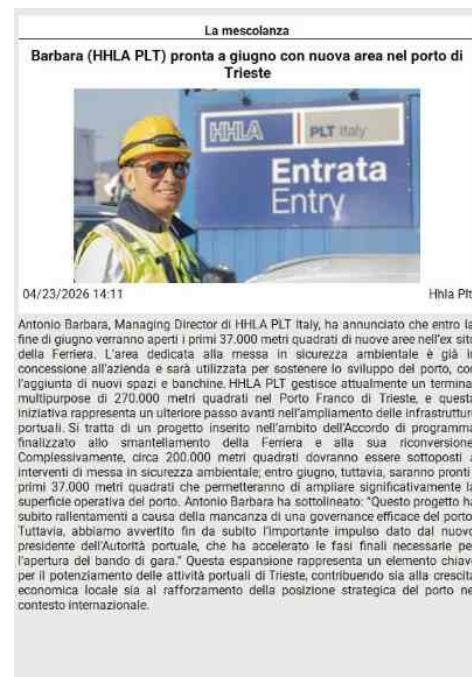 La mescolanza
Barbara (HHLA PLT) pronta a giugno con nuova area nel porto di
Trieste
HHLA PLT Italy
Entrata
Entry
04/23/2026 14:11 Hhla Plt
Antonio Barbara, Managing Director di HHLA PLT Italy, ha annunciato che entro la
fine di giugno verranno aperti i primi 37.000 metri quadrati di nuove aree nell'ex sito
della Ferriera. L'area dedicata alla messa in sicurezza ambientale è già in
concessione all'azienda e sarà utilizzata per sostenere lo sviluppo del porto, con
l'aggiunta di nuovi spazi e banchine. HHLA PLT gestisce attualmente un terminal
multipurpose di 270.000 metri quadrati nel Porto Franco di Trieste, e questa
iniziativa rappresenta un ulteriore passo avanti nell'ampliamento delle infrastrutture
portuali. Si tratta di un progetto inserito nell'ambito dell'Accordo di programma
finalizzato allo smantellamento della Ferriera e alla sua riconversione.
Complessivamente, circa 200.000 metri quadrati dovranno essere sottoposti a
interventi di messa in sicurezza ambientale; entro giugno, tuttavia, saranno pronti i
primi 37.000 metri quadrati che permetteranno di ampliare significativamente la
superficie operativa del porto. Antonio Barbara ha sottolineato: "Questo progetto ha
subito rallentamenti a causa della mancanza di una governance efficace del porto.
Tuttavia, abbiamo avvertito fin da subito l'importante impulso dato dal nuovo
presidente dell'Autorità portuale, che ha accelerato le fasi finali necessarie per
l'apertura del bando di gara." Questa espansione rappresenta un elemento chiave
per il potenziamento delle attività portuali di Trieste, contribuendo sia alla crescita
economica locale sia al rafforzamento della posizione strategica del porto nel
contesto internazionale.